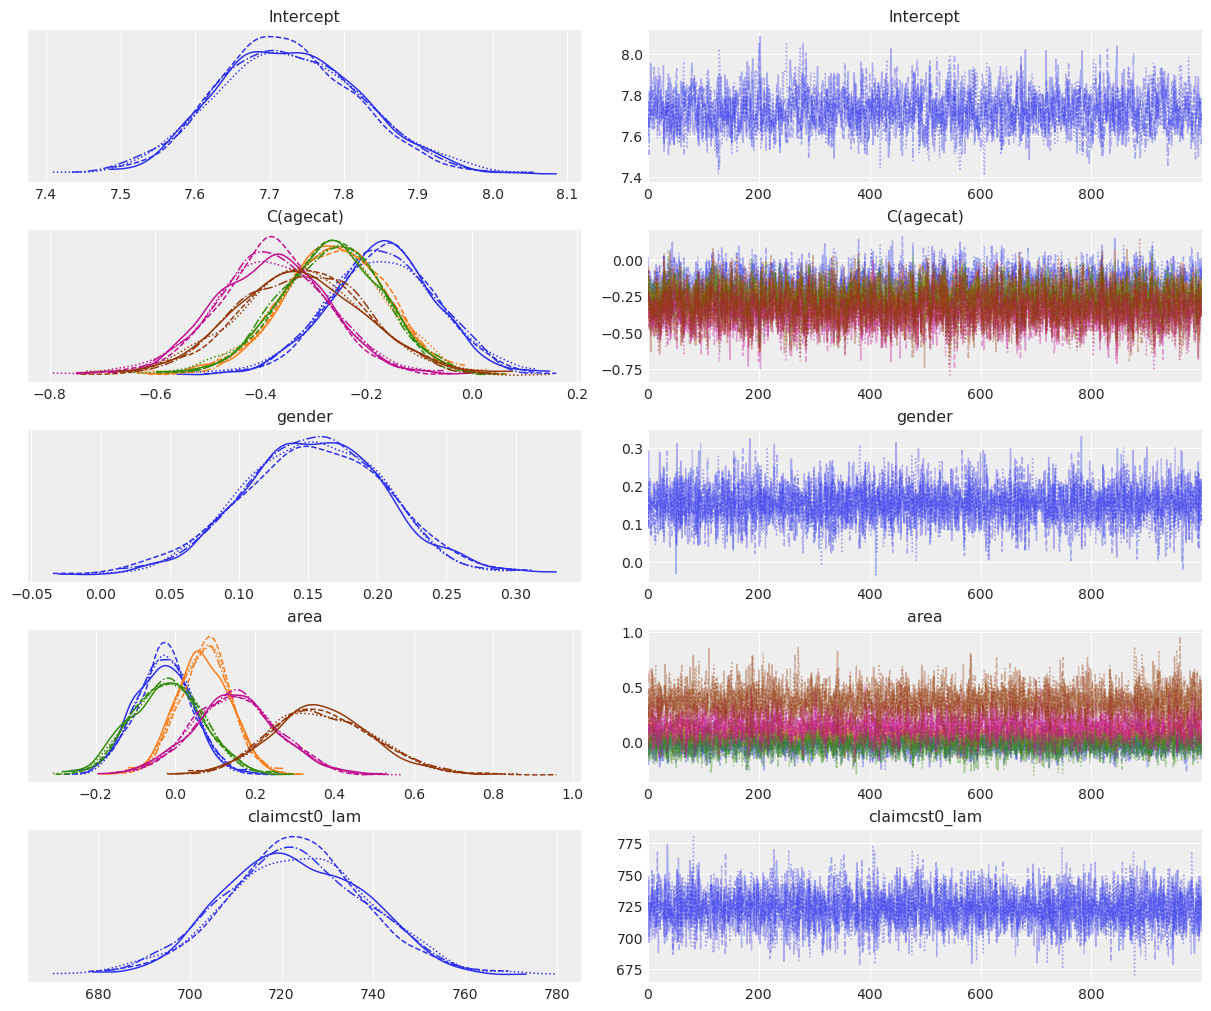 Intercept
Intercept
7.4 7.5 7.6 7.7 7.8 7.9 8.0 8.1
8.0
7.8
7.6
7.4
0 200 400 600 800
C(agecat)
C(agecat)
−0.8 −0.6 −0.4 −0.2 0.0 0.2
0.00
−0.25
−0.50
−0.75
0 200 400 600 800
gender
gender
−0.05 0.00 0.05 0.10 0.15 0.20 0.25 0.30
0.3
0.2
0.1
0.0
0 200 400 600 800
area
area
−0.2 0.0 0.2 0.4 0.6 0.8 1.0
1.0
0.5
0.0
0 200 400 600 800
claimcst0_lam
claimcst0_lam
680 700 720 740 760 780
775
750
725
700
675
0 200 400 600 800